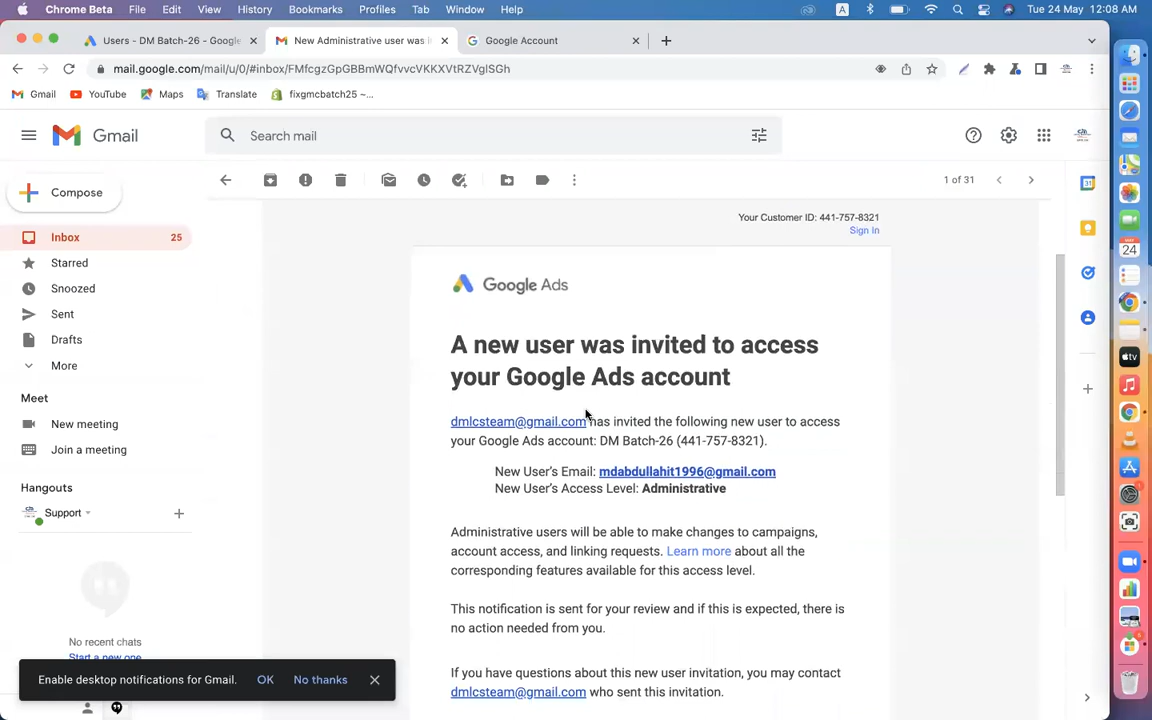 Chrome Beta File Edit View History Bookmarks Profiles Tab Window Help A Tue 24 May 12:08 AM
Users - DM Batch-26 - Google
New Administrative user was i
Google Account
mail.google.com/mail/u/0/#inbox/FMfcgzGpGBBmWQfvvcVKKXVtRZVglSGh
Gmail YouTube Maps Translate fixgmcbatch25 ~...
Gmail
Search mail
Compose
1 of 31
Inbox 25
Starred
Snoozed
Sent
Drafts
More
Meet
New meeting
Join a meeting
Hangouts
Support
No recent chats
Start a new one
Your Customer ID: 441-757-8321
Sign In
Google Ads
A new user was invited to access
your Google Ads account
dmlcsteam@gmail.com has invited the following new user to access
your Google Ads account: DM Batch-26 (441-757-8321).
New User's Email: mdabdullahit1996@gmail.com
New User's Access Level: Administrative
Administrative users will be able to make changes to campaigns,
account access, and linking requests. Learn more about all the
corresponding features available for this access level.
This notification is sent for your review and if this is expected, there is
no action needed from you.
If you have questions about this new user invitation, you may contact
dmlcsteam@gmail.com who sent this invitation.
Enable desktop notifications for Gmail. OK No thanks
31
MAY
24
tv